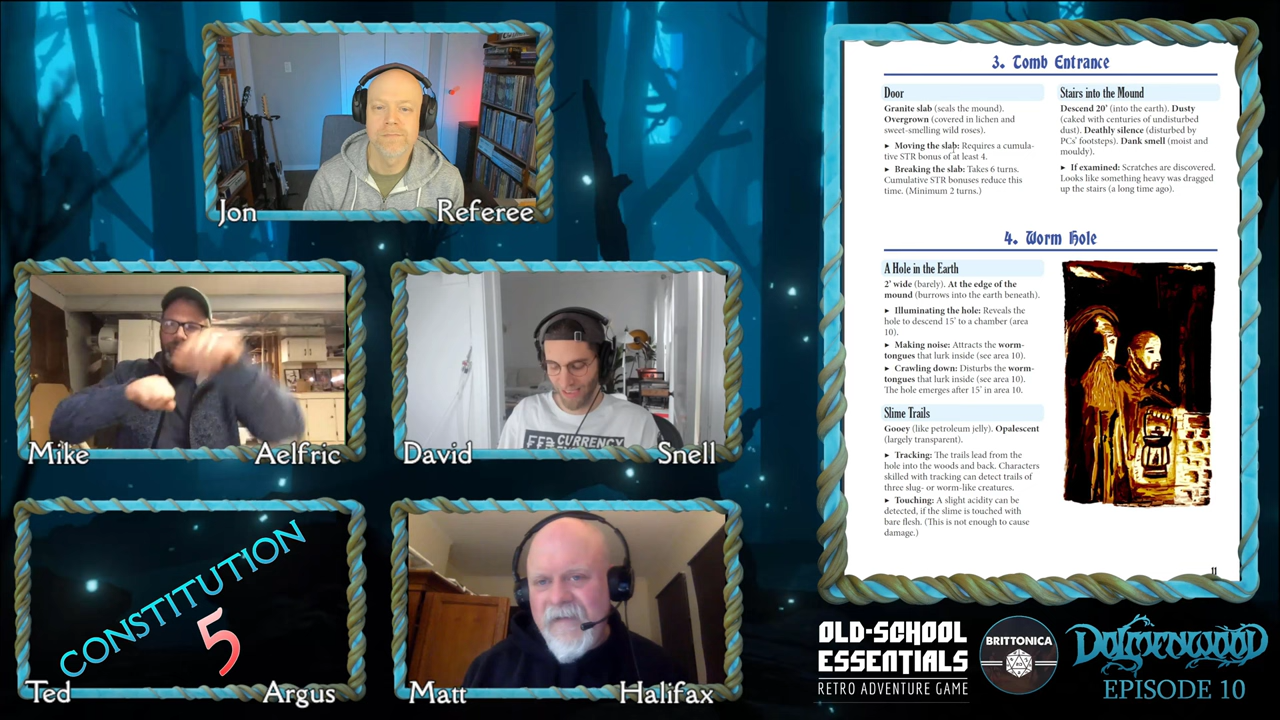 Jon
Referee
Mike
Aelfric
David
Snell
CURRENCY
CONSTITUTION
5
Ted
Argus
Matt
Halifax
3. Tomb Entrance
Door
Granite slab (seals the mound).
Overgrown (covered in lichen and
sweet-smelling wild roses).
► Moving the slab: Requires a cumula-
tive STR bonus of at least 4.
► Breaking the slab: Takes 6 turns.
Cumulative STR bonuses reduce this
time. (Minimum 2 turns.)
Stairs into the Mound
Descend 20' (into the earth). Dusty
(caked with centuries of undisturbed
dust). Deathly silence (disturbed by
PCs' footsteps). Dank smell (moist and
mouldy).
► If examined: Scratches are discovered.
Looks like something heavy was dragged
up the stairs (a long time ago).
4. Worm Hole
A Hole in the Earth
2' wide (barely). At the edge of the
mound (burrows into the earth beneath).
► Illuminating the hole: Reveals the
hole to descend 15' to a chamber (area
10).
► Making noise: Attracts the worm-
tongues that lurk inside (see area 10).
► Crawling down: Disturbs the worm-
tongues that lurk inside (see area 10).
The hole emerges after 15' in area 10.
Slime Trails
Gooey (like petroleum jelly). Opalescent
(largely transparent).
► Tracking: The trails lead from the
hole into the woods and back. Characters
skilled with tracking can detect trails of
three slug- or worm-like creatures.
► Touching: A slight acidity can be
detected, if the slime is touched with
bare flesh. (This is not enough to cause
damage.)
11
OLD-SCHOOL
ESSENTIALS
RETRO ADVENTURE GAME
BRITTONICA
DOLMENWOOD
EPISODE 10